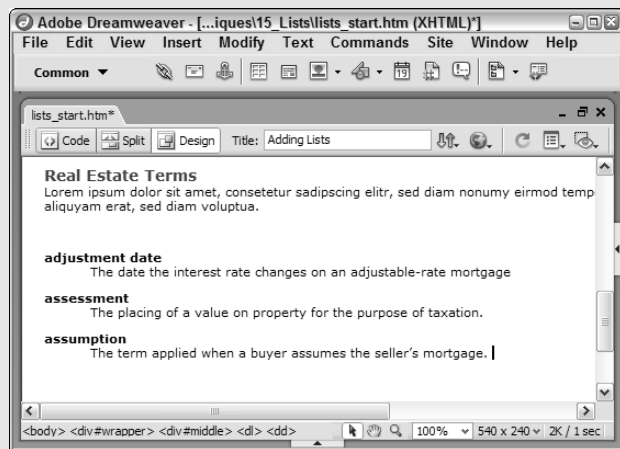 Adobe Dreamweaver - [...iques\15_Lists\lists_start.htm (XHTML)*]
File Edit View Insert Modify Text Commands Site Window Help
Common
19
lists_start.htm*
Code Split Design Title: Adding Lists
Real Estate Terms
Lorem ipsum dolor sit amet, consetetur sadipscing elitr, sed diam nonumy eirmod temp
aliquyam erat, sed diam voluptua.
adjustment date
The date the interest rate changes on an adjustable-rate mortgage
assessment
The placing of a value on property for the purpose of taxation.
assumption
The term applied when a buyer assumes the seller's mortgage.
<body> <div#wrapper> <div#middle> <dl> <dd> 100% 540 x 240 2K / 1 sec